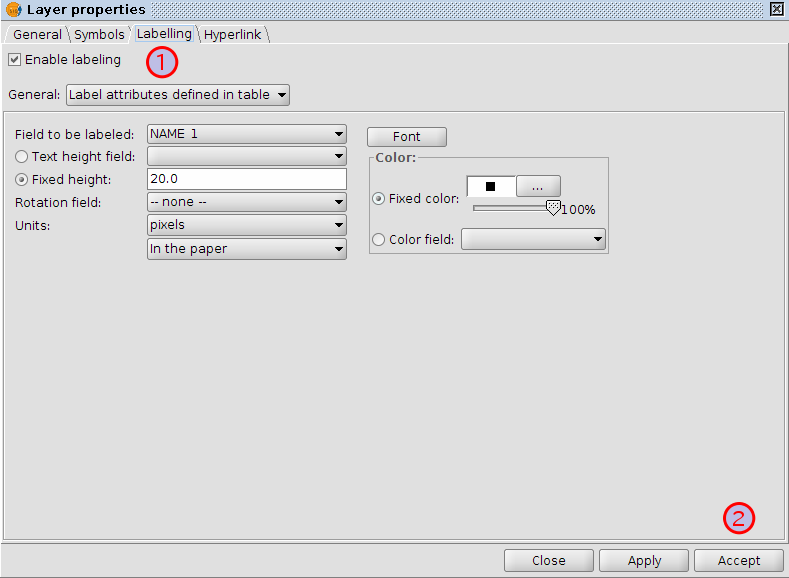 Layer properties
General Symbols Labelling Hyperlink
Enable labeling
1
General: Label attributes defined in table
Field to be labeled: NAME 1
Text height field:
Fixed height: 20.0
Rotation field: -- none --
Units: pixels
In the paper
Font
Color:
Fixed color: ...
100%
Color field:
2
Close Apply Accept